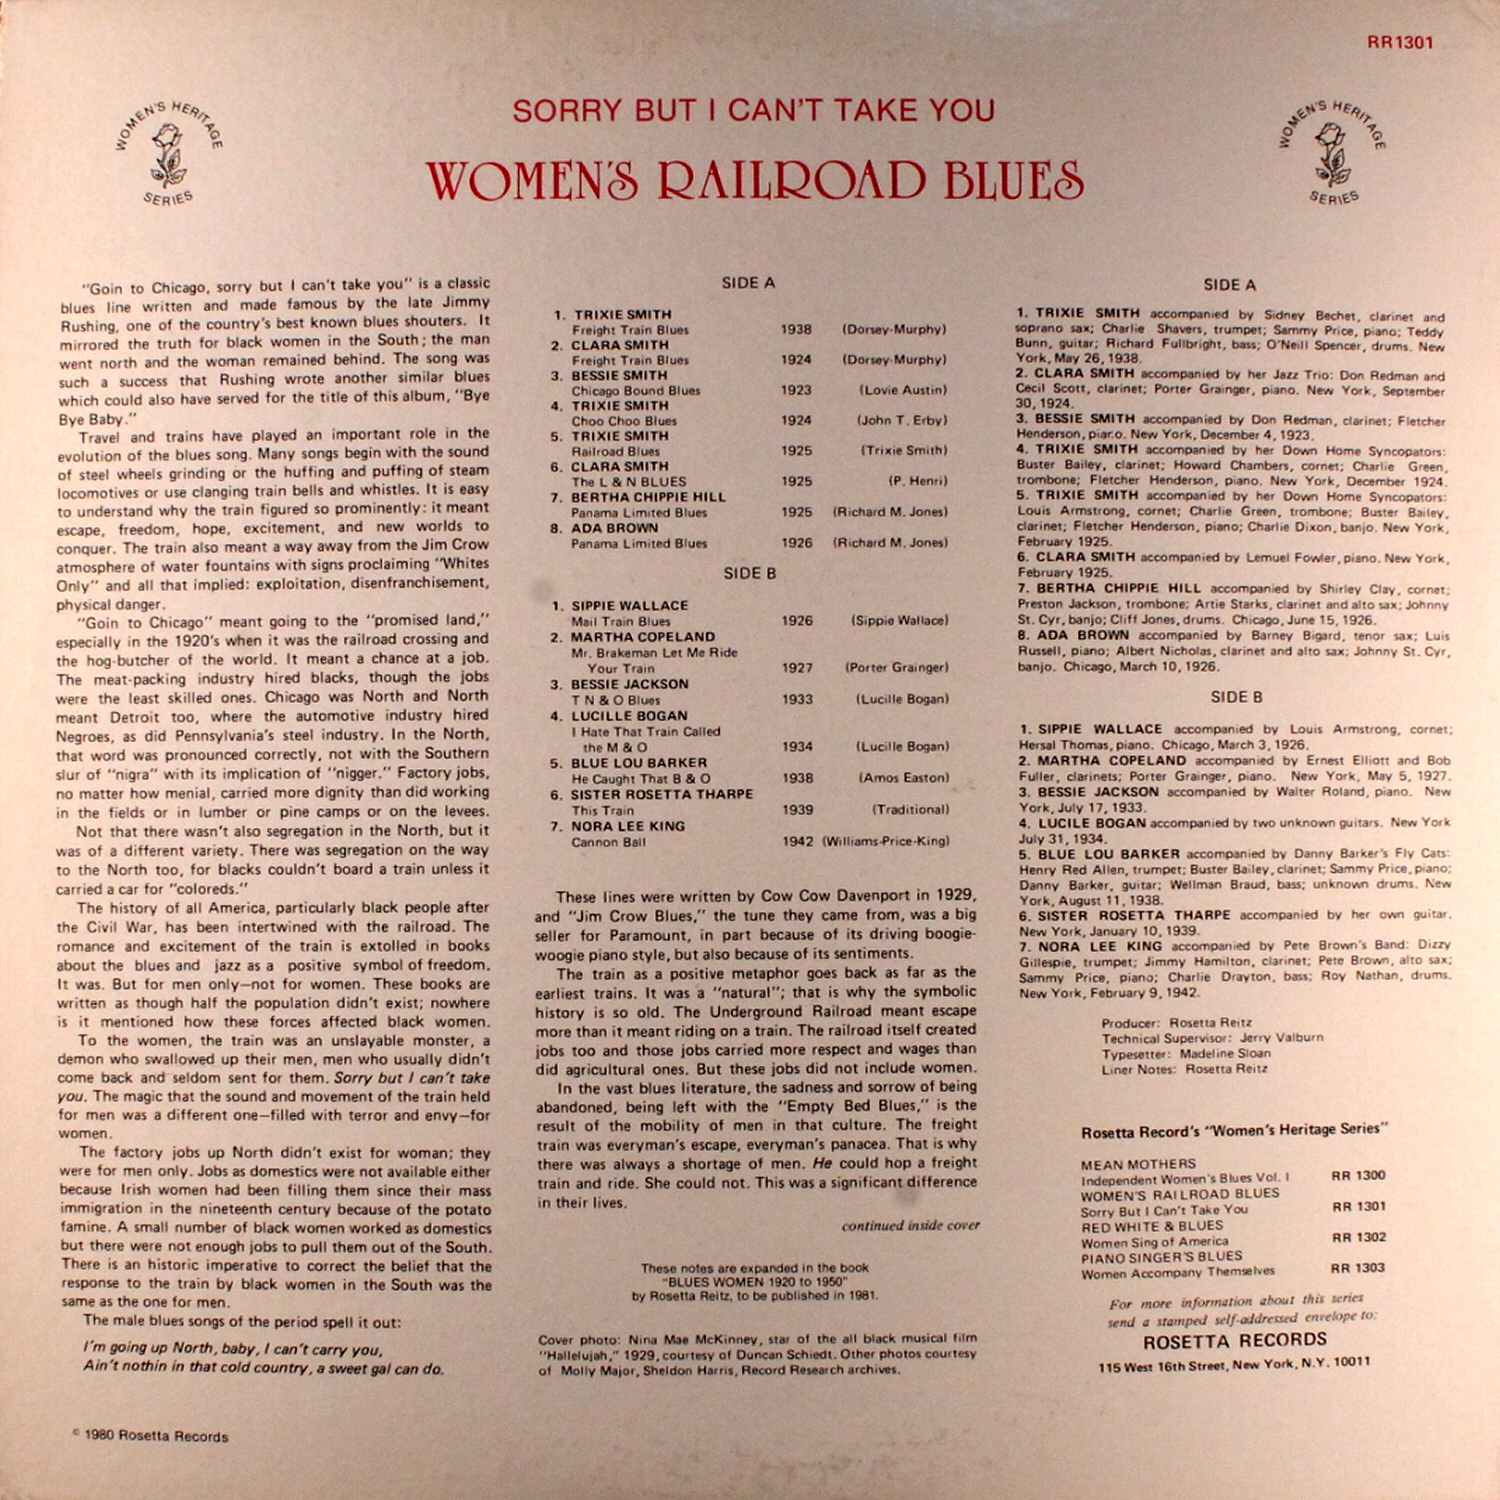 RR1301
WOMEN'S HERITAGE
SERIES
SORRY BUT I CAN'T TAKE YOU
WOMEN'S RAILROAD BLUES
WOMEN'S HERITAGE
SERIES
"Goin to Chicago, sorry but I can't take you" is a classic
blues line written and made famous by the late Jimmy
Rushing, one of the country's best known blues shouters. It
mirrored the truth for black women in the South; the man
went north and the woman remained behind. The song was
such a success that Rushing wrote another similar blues
which could also have served for the title of this album, "Bye
Bye Baby."
Travel and trains have played an important role in the
evolution of the blues song. Many songs begin with the sound
of steel wheels grinding or the huffing and puffing of steam
locomotives or use clanging train bells and whistles. It is easy
to understand why the train figured so prominently: it meant
escape, freedom, hope, excitement, and new worlds to
conquer. The train also meant a way away from the Jim Crow
atmosphere of water fountains with signs proclaiming "Whites
Only" and all that implied: exploitation, disenfranchisement,
physical danger.
"Goin to Chicago" meant going to the "promised land,"
especially in the 1920's when it was the railroad crossing and
the hog-butcher of the world. It meant a chance at a job.
The meat-packing industry hired blacks, though the jobs
were the least skilled ones. Chicago was North and North
meant Detroit too, where the automotive industry hired
Negroes, as did Pennsylvania's steel industry. In the North,
that word was pronounced correctly, not with the Southern
slur of "nigra" with its implication of "nigger." Factory jobs,
no matter how menial, carried more dignity than did working
in the fields or in lumber or pine camps or on the levees.
Not that there wasn't also segregation in the North, but it
was of a different variety. There was segregation on the way
to the North too, for blacks couldn't board a train unless it
carried a car for "coloreds."
The history of all America, particularly black people after
the Civil War, has been intertwined with the railroad. The
romance and excitement of the train is extolled in books
about the blues and jazz as a positive symbol of freedom.
It was. But for men only—not for women. These books are
written as though half the population didn't exist; nowhere
is it mentioned how these forces affected black women.
To the women, the train was an unslayable monster, a
demon who swallowed up their men, men who usually didn't
come back and seldom sent for them. Sorry but I can't take
you. The magic that the sound and movement of the train held
for men was a different one—filled with terror and envy—for
women.
The factory jobs up North didn't exist for woman; they
were for men only. Jobs as domestics were not available either
because Irish women had been filling them since their mass
immigration in the nineteenth century because of the potato
famine. A small number of black women worked as domestics
but there were not enough jobs to pull them out of the South.
There is an historic imperative to correct the belief that the
response to the train by black women in the South was the
same as the one for men.
The male blues songs of the period spell it out:
I'm going up North, baby, I can't carry you,
Ain't nothin in that cold country, a sweet gal can do.
© 1980 Rosetta Records
SIDE A
1. TRIXIE SMITH
Freight Train Blues 1938 (Dorsey-Murphy)
2. CLARA SMITH
Freight Train Blues 1924 (Dorsey-Murphy)
3. BESSIE SMITH
Chicago Bound Blues 1923 (Lovie Austin)
4. TRIXIE SMITH
Choo Choo Blues 1924 (John T. Erby)
5. TRIXIE SMITH
Railroad Blues 1925 (Trixie Smith)
6. CLARA SMITH
The L & N BLUES 1925 (P. Henri)
7. BERTHA CHIPPIE HILL
Panama Limited Blues 1925 (Richard M. Jones)
8. ADA BROWN
Panama Limited Blues 1926 (Richard M. Jones)
SIDE B
1. SIPPIE WALLACE
Mail Train Blues 1926 (Sippie Wallace)
2. MARTHA COPELAND
Mr. Brakeman Let Me Ride
Your Train 1927 (Porter Grainger)
3. BESSIE JACKSON
T N & O Blues 1933 (Lucille Bogan)
4. LUCILLE BOGAN
I Hate That Train Called
the M & O 1934 (Lucille Bogan)
5. BLUE LOU BARKER
He Caught That B & O 1938 (Amos Easton)
6. SISTER ROSETTA THARPE
This Train 1939 (Traditional)
7. NORA LEE KING
Cannon Ball 1942 (Williams-Price-King)
These lines were written by Cow Cow Davenport in 1929,
and "Jim Crow Blues," the tune they came from, was a big
seller for Paramount, in part because of its driving boogie-
woogie piano style, but also because of its sentiments.
The train as a positive metaphor goes back as far as the
earliest trains. It was a "natural"; that is why the symbolic
history is so old. The Underground Railroad meant escape
more than it meant riding on a train. The railroad itself created
jobs too and those jobs carried more respect and wages than
did agricultural ones. But these jobs did not include women.
In the vast blues literature, the sadness and sorrow of being
abandoned, being left with the "Empty Bed Blues," is the
result of the mobility of men in that culture. The freight
train was everyman's escape, everyman's panacea. That is why
there was always a shortage of men. He could hop a freight
train and ride. She could not. This was a significant difference
in their lives.
continued inside cover
These notes are expanded in the book
"BLUES WOMEN 1920 to 1950"
by Rosetta Reitz, to be published in 1981.
Cover photo: Nina Mae McKinney, star of the all black musical film
"Hallelujah," 1929, courtesy of Duncan Schiedt. Other photos courtesy
of Molly Major, Sheldon Harris, Record Research archives.
SIDE A
1. TRIXIE SMITH accompanied by Sidney Bechet, clarinet and
soprano sax; Charlie Shavers, trumpet; Sammy Price, piano; Teddy
Bunn, guitar; Richard Fullbright, bass; O'Neill Spencer, drums. New
York, May 26, 1938.
2. CLARA SMITH accompanied by her Jazz Trio: Don Redman and
Cecil Scott, clarinet; Porter Grainger, piano. New York, September
30, 1924.
3. BESSIE SMITH accompanied by Don Redman, clarinet; Fletcher
Henderson, piano. New York, December 4, 1923.
4. TRIXIE SMITH accompanied by her Down Home Syncopators:
Buster Bailey, clarinet; Howard Chambers, cornet; Charlie Green,
trombone; Fletcher Henderson, piano. New York, December 1924.
5. TRIXIE SMITH accompanied by her Down Home Syncopators:
Louis Armstrong, cornet; Charlie Green, trombone; Buster Bailey,
clarinet; Fletcher Henderson, piano; Charlie Dixon, banjo. New York,
February 1925.
6. CLARA SMITH accompanied by Lemuel Fowler, piano. New York,
February 1925.
7. BERTHA CHIPPIE HILL accompanied by Shirley Clay, cornet;
Preston Jackson, trombone; Artie Starks, clarinet and alto sax; Johnny
St. Cyr, banjo; Cliff Jones, drums. Chicago, June 15, 1926.
8. ADA BROWN accompanied by Barney Bigard, tenor sax; Luis
Russell, piano; Albert Nicholas, clarinet and alto sax; Johnny St. Cyr,
banjo. Chicago, March 10, 1926.
SIDE B
1. SIPPIE WALLACE accompanied by Louis Armstrong, cornet;
Hersal Thomas, piano. Chicago, March 3, 1926.
2. MARTHA COPELAND accompanied by Ernest Elliott and Bob
Fuller, clarinets; Porter Grainger, piano. New York, May 5, 1927.
3. BESSIE JACKSON accompanied by Walter Roland, piano. New
York, July 17, 1933.
4. LUCILE BOGAN accompanied by two unknown guitars. New York
July 31, 1934.
5. BLUE LOU BARKER accompanied by Danny Barker's Fly Cats:
Henry Red Allen, trumpet; Buster Bailey, clarinet; Sammy Price, piano;
Danny Barker, guitar; Wellman Braud, bass; unknown drums. New
York, August 11, 1938.
6. SISTER ROSETTA THARPE accompanied by her own guitar.
New York, January 10, 1939.
7. NORA LEE KING accompanied by Pete Brown's Band: Dizzy
Gillespie, trumpet; Jimmy Hamilton, clarinet; Pete Brown, alto sax;
Sammy Price, piano; Charlie Drayton, bass; Roy Nathan, drums.
New York, February 9, 1942.
Producer: Rosetta Reitz
Technical Supervisor: Jerry Valburn
Typesetter: Madeline Sloan
Liner Notes: Rosetta Reitz
Rosetta Record's "Women's Heritage Series"
MEAN MOTHERS
Independent Women's Blues Vol. I RR 1300
WOMEN'S RAILROAD BLUES
Sorry But I Can't Take You RR 1301
RED WHITE & BLUES
Women Sing of America RR 1302
PIANO SINGER'S BLUES
Women Accompany Themselves RR 1303
For more information about this series
send a stamped self-addressed envelope to:
ROSETTA RECORDS
115 West 16th Street, New York, N.Y. 10011